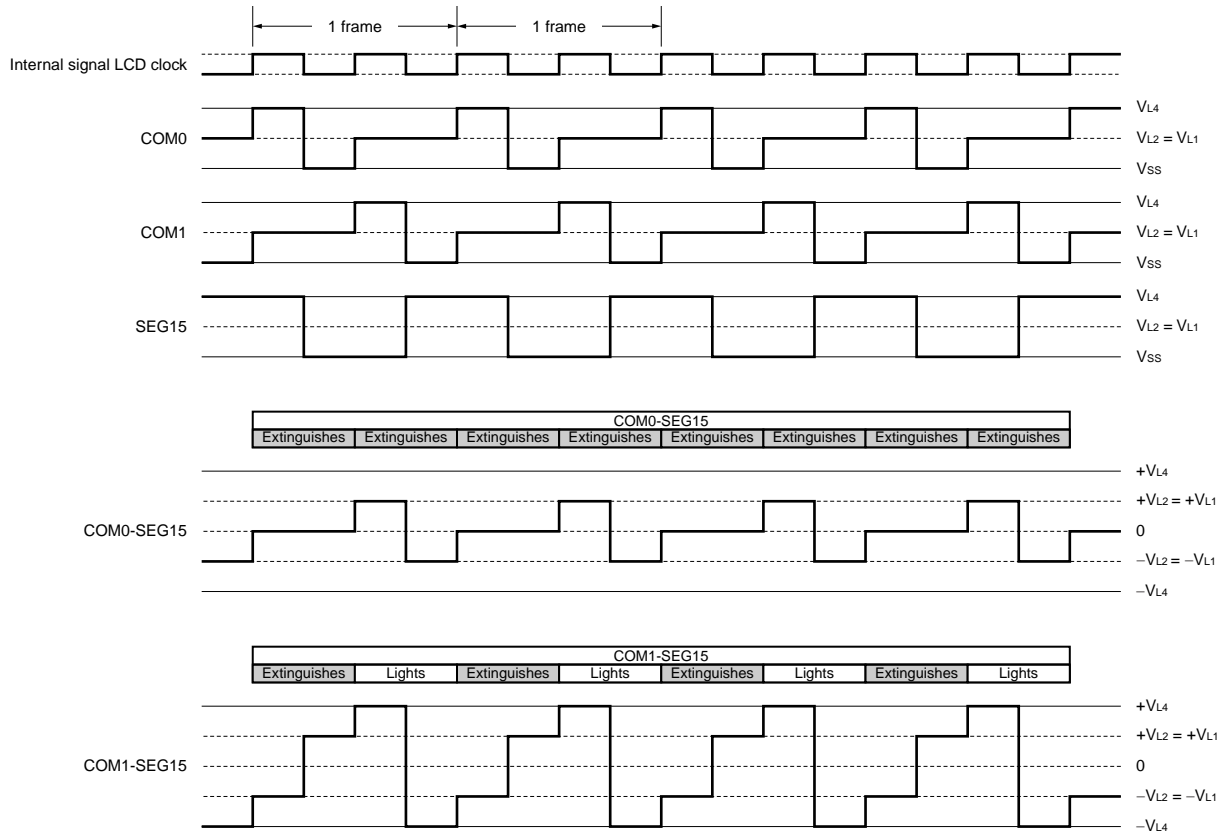 1 frame 1 frame
Internal signal LCD clock
VL4
COM0 VL2 = VL1
VSS
VL4
COM1 VL2 = VL1
VSS
VL4
SEG15 VL2 = VL1
VSS
COM0-SEG15
Extinguishes Extinguishes Extinguishes Extinguishes Extinguishes Extinguishes Extinguishes Extinguishes
+VL4
+VL2 = +VL1
COM0-SEG15 0
−VL2 = −VL1
−VL4
COM1-SEG15
Extinguishes Lights Extinguishes Lights Extinguishes Lights Extinguishes Lights
+VL4
+VL2 = +VL1
COM1-SEG15 0
−VL2 = −VL1
−VL4